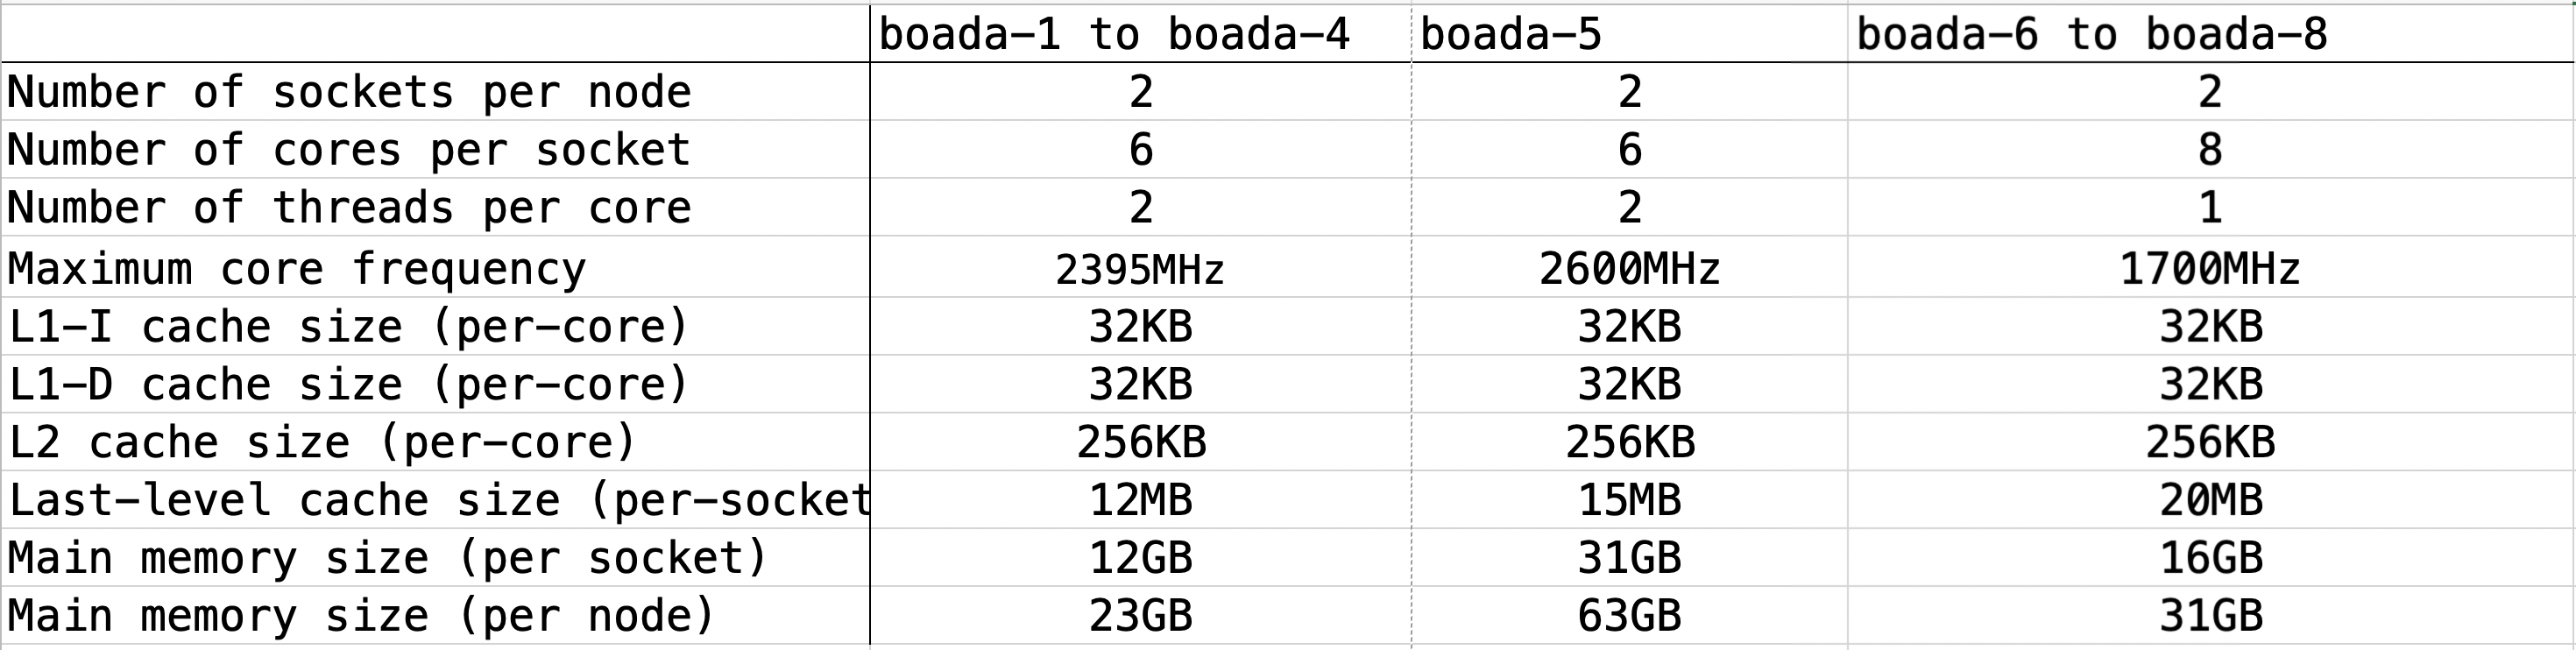 boada-1 to boada-4 boada-5 boada-6 to boada-8
Number of sockets per node 2 2 2
Number of cores per socket 6 6 8
Number of threads per core 2 2 1
Maximum core frequency 2395MHz 2600MHz 1700MHz
L1-I cache size (per-core) 32KB 32KB 32KB
L1-D cache size (per-core) 32KB 32KB 32KB
L2 cache size (per-core) 256KB 256KB 256KB
Last-level cache size (per-socket 12MB 15MB 20MB
Main memory size (per socket) 12GB 31GB 16GB
Main memory size (per node) 23GB 63GB 31GB